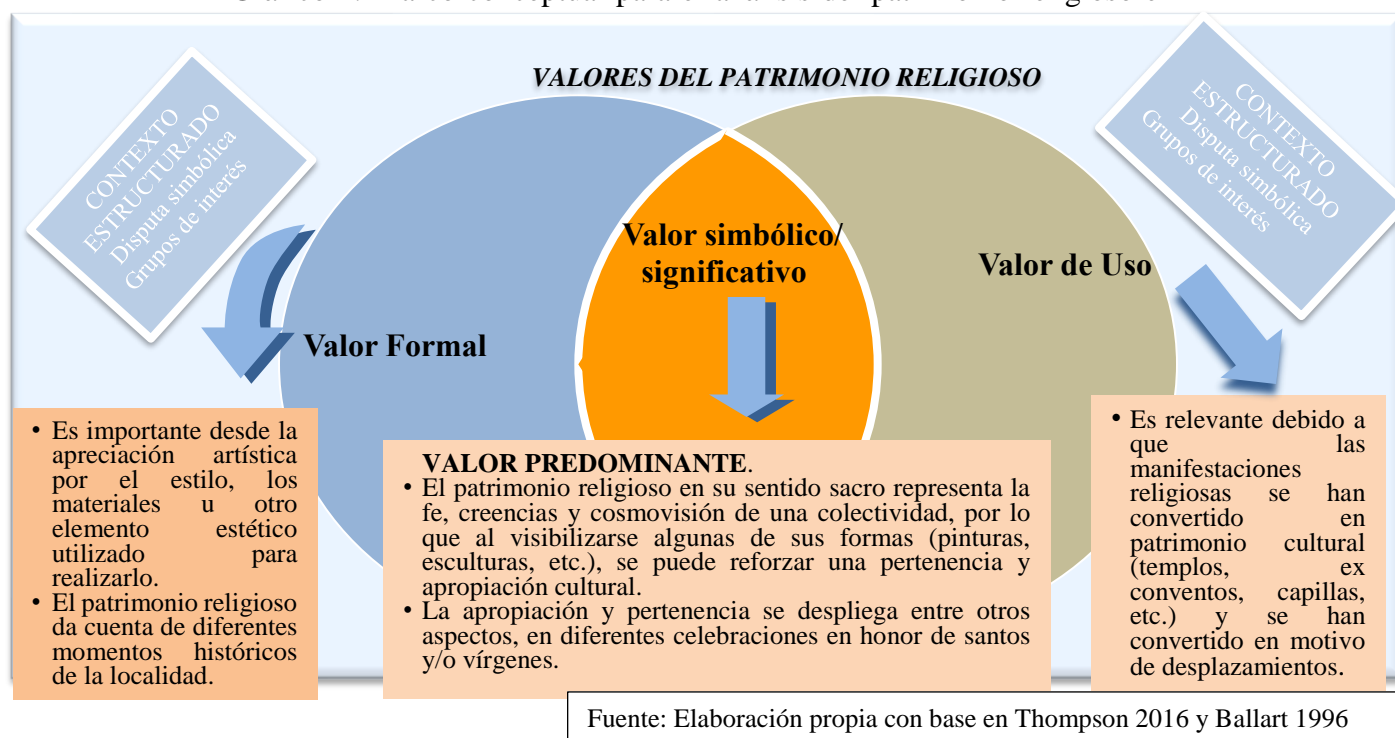 conceptual para el análisis del patrimonio religioso
VALORES DEL PATRIMONIO RELIGIOSO
CONTEXTO
ESTRUCTURADO
Disputa simbólica
Grupos de interés
CONTEXTO
ESTRUCTURADO
Disputa simbólica
Grupos de interés
Valor Formal
Valor simbólico/
significativo
Valor de Uso
• Es importante desde la
apreciación artística
por el estilo, los
materiales u otro
elemento estético
utilizado para
realizarlo.
• El patrimonio religioso
da cuenta de diferentes
momentos históricos
de la localidad.
VALOR PREDOMINANTE.
• El patrimonio religioso en su sentido sacro representa la
fe, creencias y cosmovisión de una colectividad, por lo
que al visibilizarse algunas de sus formas (pinturas,
esculturas, etc.), se puede reforzar una pertenencia y
apropiación cultural.
• La apropiación y pertenencia se despliega entre otros
aspectos, en diferentes celebraciones en honor de santos
y/o vírgenes.
• Es relevante debido a
que las
manifestaciones
religiosas se han
convertido en
patrimonio cultural
(templos, ex
conventos, capillas,
etc.) y se han
convertido en motivo
de desplazamientos.
Fuente: Elaboración propia con base en Thompson 2016 y Ballart 1996